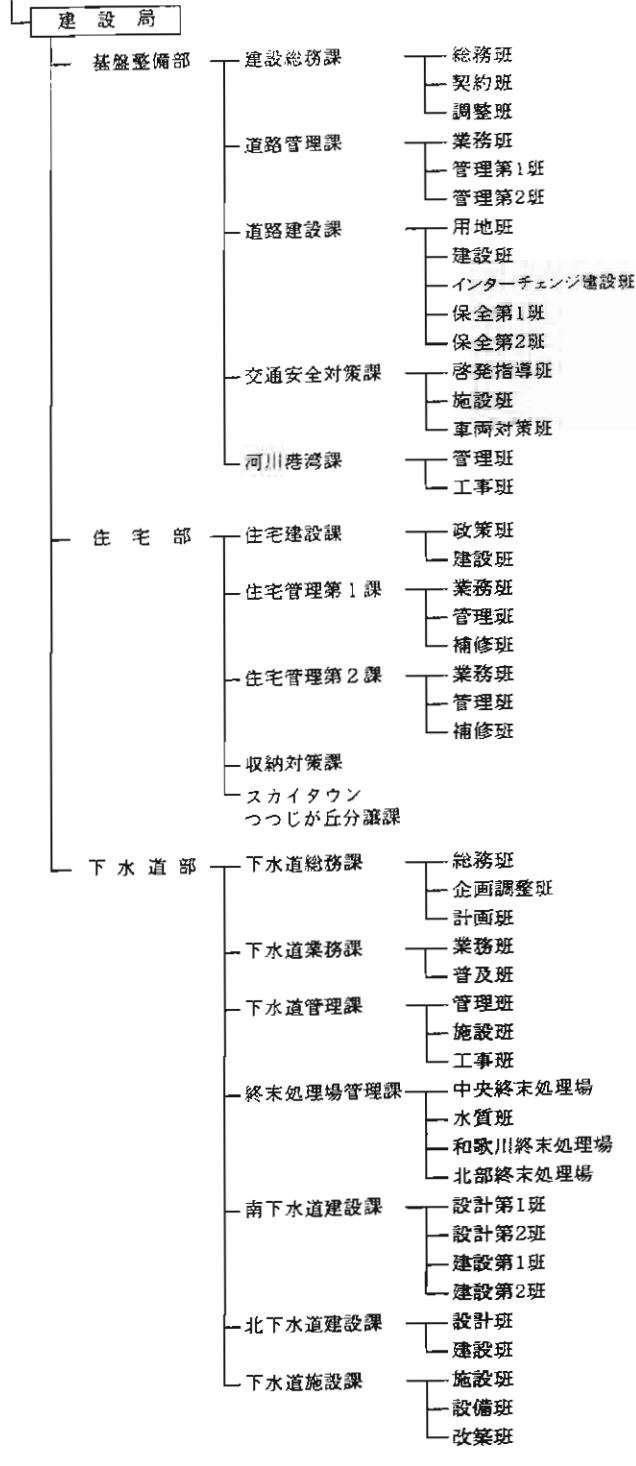 建設局
基盤整備部 建設総務課 総務班
契約班
調整班
道路管理課 業務班
管理第1班
管理第2班
道路建設課 用地班
建設班
インターチェンジ建設班
保全第1班
保全第2班
交通安全対策課 啓発指導班
施設班
車両対策班
河川港湾課 管理班
工事班
住宅部 住宅建設課 政策班
建設班
住宅管理第1課 業務班
管理班
補修班
住宅管理第2課 業務班
管理班
補修班
収納対策課
スカイタウン
つつじが丘分譲課
下水道部 下水道総務課 総務班
企画調整班
計画班
下水道業務課 業務班
普及班
下水道管理課 管理班
施設班
工事班
終末処理場管理課 中央終末処理場
水質班
和歌川終末処理場
北部終末処理場
南下水道建設課 設計第1班
設計第2班
建設第1班
建設第2班
北下水道建設課 設計班
建設班
下水道施設課 施設班
設備班
改築班